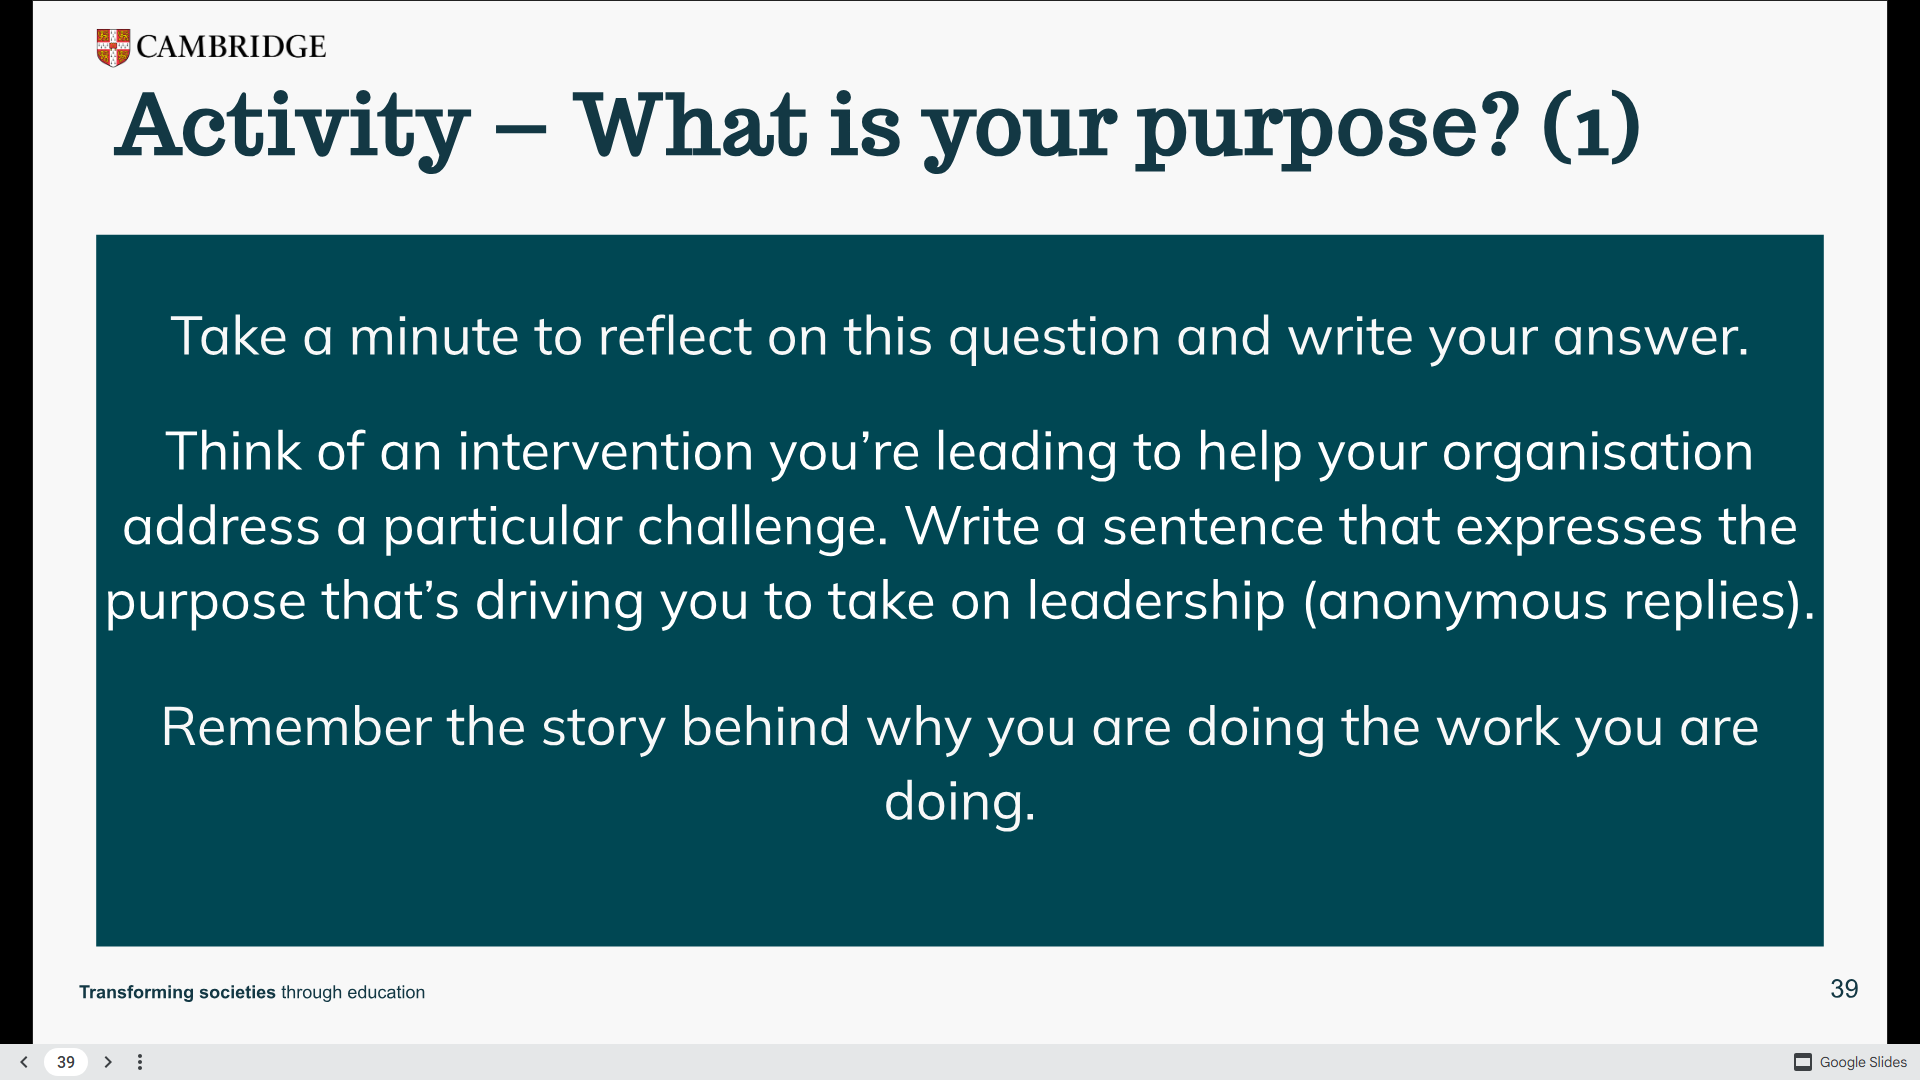 CAMBRIDGE
Activity – What is your purpose? (1)
Take a minute to reflect on this question and write your answer.
Think of an intervention you’re leading to help your organisation
address a particular challenge. Write a sentence that expresses the
purpose that’s driving you to take on leadership (anonymous replies).
Remember the story behind why you are doing the work you are
doing.
Transforming societies through education
39
39
Google Slides